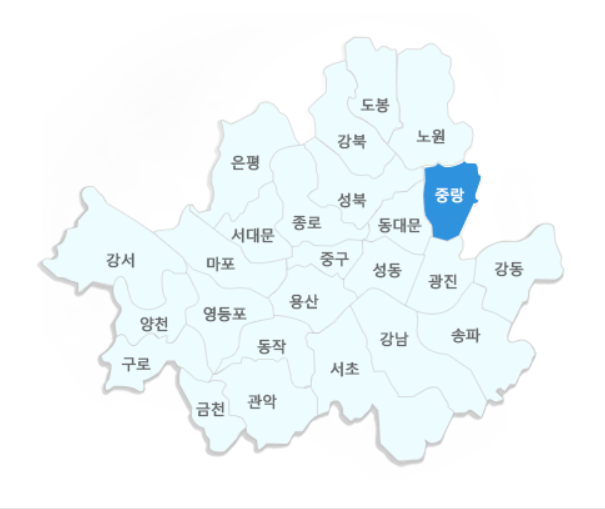 도봉
노원
강북
은평
중랑
성북
종로
동대문
서대문
중구
강서
마포
성동
강동
광진
용산
영등포
양천
송파
강남
동작
구로
서초
관악
금천